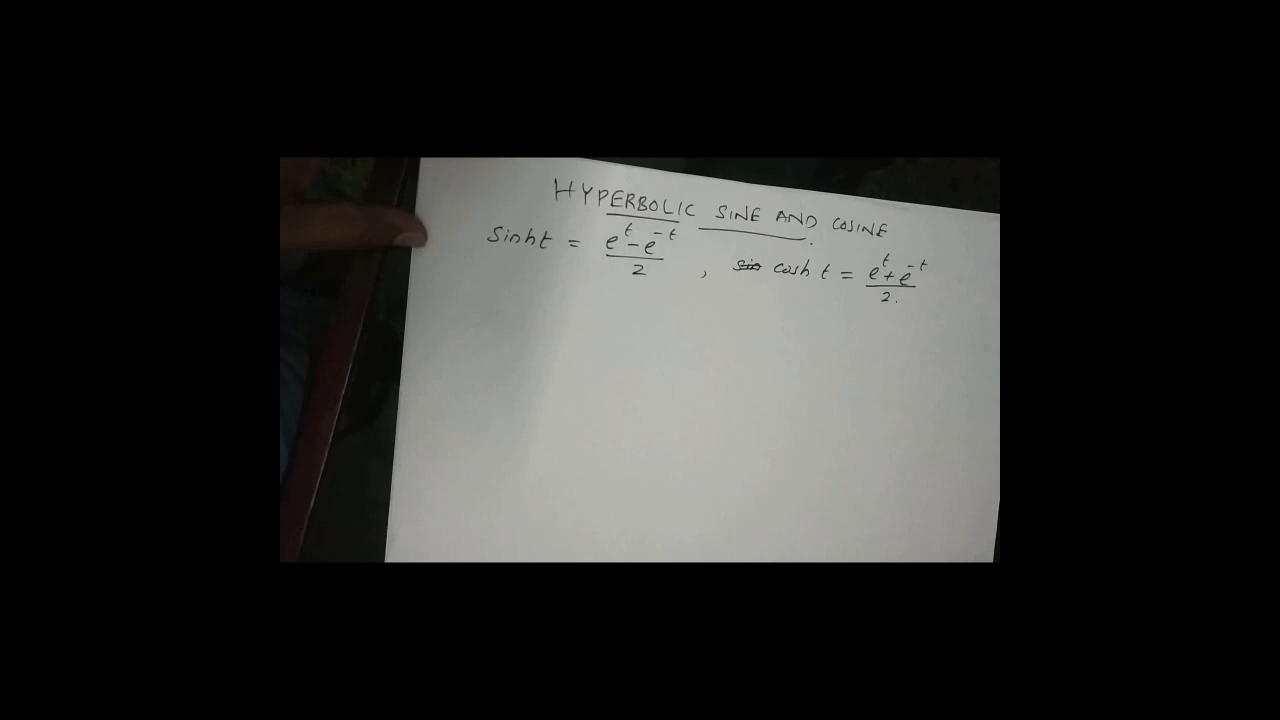 HYPERBOLIC SINE AND COSINE
sinht = e^t - e^-t / 2 , cosh t = e^t + e^-t / 2.